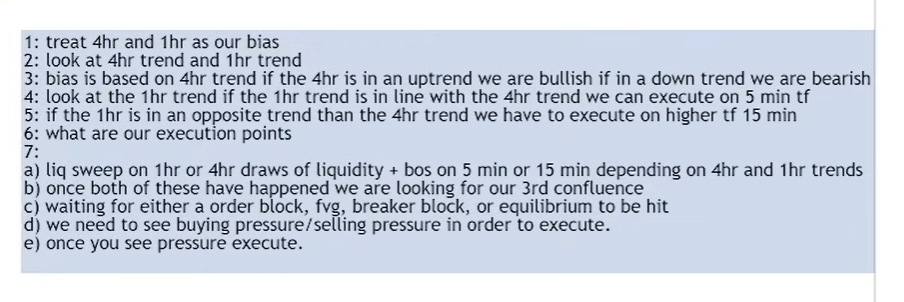 1: treat 4hr and 1hr as our bias
2: look at 4hr trend and 1hr trend
3: bias is based on 4hr trend if the 4hr is in an uptrend we are bullish if in a down trend we are bearish
4: look at the 1hr trend if the 1hr trend is in line with the 4hr trend we can execute on 5 min tf
5: if the 1hr is in an opposite trend than the 4hr trend we have to execute on higher tf 15 min
6: what are our execution points
7:
a) liq sweep on 1hr or 4hr draws of liquidity + bos on 5 min or 15 min depending on 4hr and 1hr trends
b) once both of these have happened we are looking for our 3rd confluence
c) waiting for either a order block, fvg, breaker block, or equilibrium to be hit
d) we need to see buying pressure/selling pressure in order to execute.
e) once you see pressure execute.